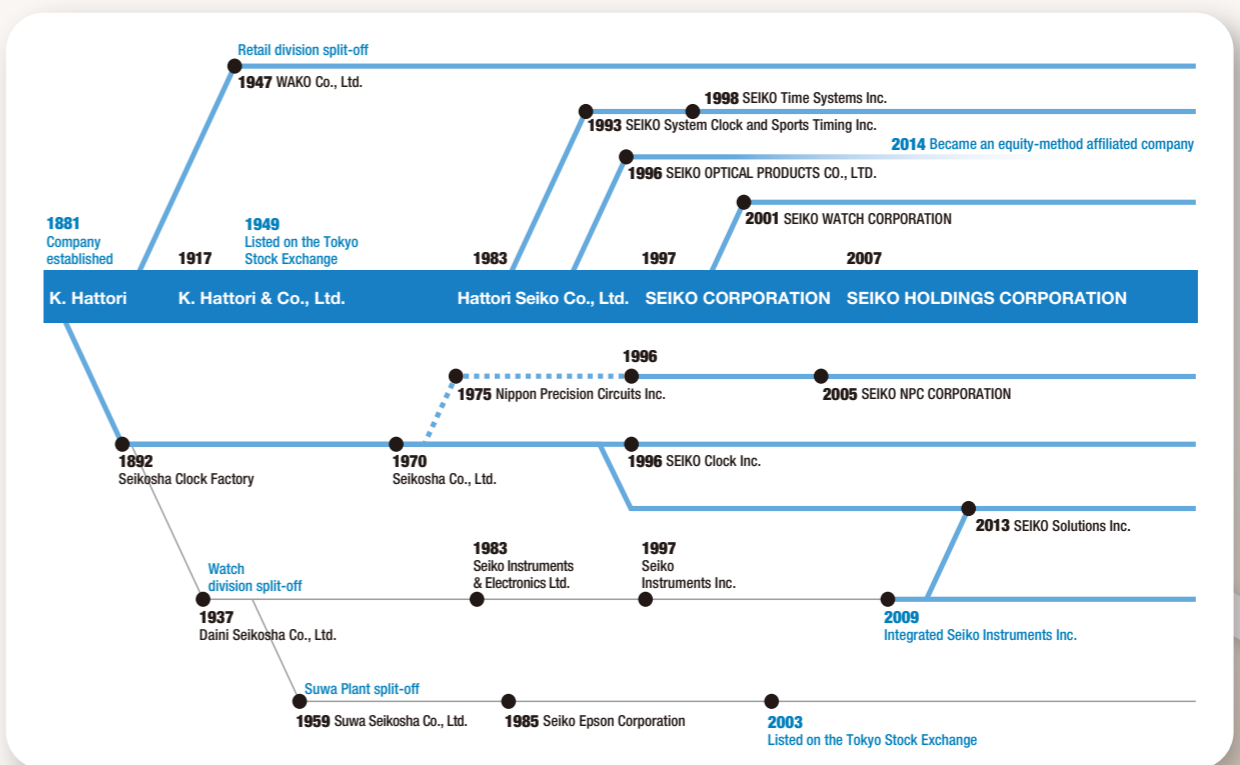 Retail division split-off
1947 WAKO Co., Ltd.
1998 SEIKO Time Systems Inc.
1993 SEIKO System Clock and Sports Timing Inc.
2014 Became an equity-method affiliated company
1996 SEIKO OPTICAL PRODUCTS CO., LTD.
2001 SEIKO WATCH CORPORATION
1881
Company
established
1917
1949
Listed on the Tokyo
Stock Exchange
1983
1997
2007
K. Hattori
K. Hattori & Co., Ltd.
Hattori Seiko Co., Ltd.
SEIKO CORPORATION
SEIKO HOLDINGS CORPORATION
1996
1975 Nippon Precision Circuits Inc.
2005 SEIKO NPC CORPORATION
1892
Seikosha Clock Factory
1970
Seikosha Co., Ltd.
1996 SEIKO Clock Inc.
2013 SEIKO Solutions Inc.
Watch
division split-off
1937
Daini Seikosha Co., Ltd.
1983
Seiko Instruments
& Electronics Ltd.
1997
Seiko
Instruments Inc.
2009
Integrated Seiko Instruments Inc.
Suwa Plant split-off
1959 Suwa Seikosha Co., Ltd.
1985 Seiko Epson Corporation
2003
Listed on the Tokyo Stock Exchange